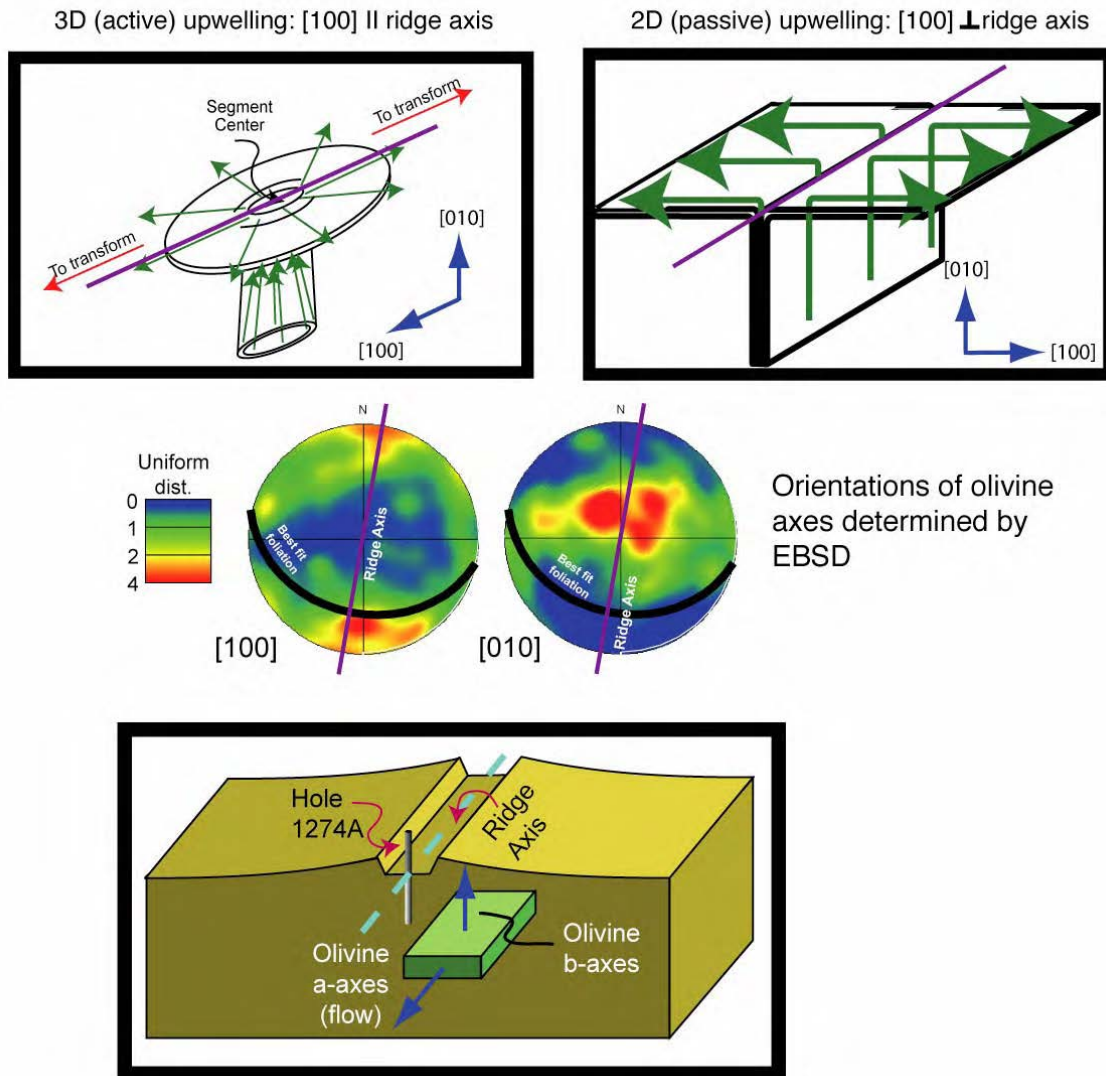 3D (active) upwelling: [100] II ridge axis
2D (passive) upwelling: [100] ⊥ ridge axis
Segment
Center
To transform
To transform
[010]
[100]
[010]
[100]
Uniform
dist.
0
1
2
4
N
Best fit
foliation
Ridge Axis
[100]
N
Best fit
foliation
Ridge Axis
[010]
Orientations of olivine
axes determined by
EBSD
Hole
1274A
Ridge
Axis
Olivine
a-axes
(flow)
Olivine
b-axes